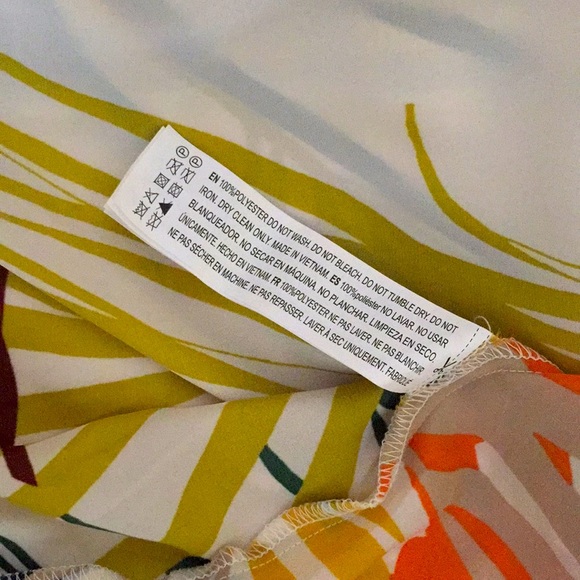 EN 100%POLYESTER DO NOT WASH. DO NOT BLEACH. DO NOT TUMBLE DRY. DO NOT
IRON. DRY CLEAN ONLY. MADE IN VIETNAM. ES 100%poliéster: NO LAVAR. NO USAR
BLANQUEADOR. NO SECAR EN MÁQUINA. NO PLANCHAR. LIMPIEZA EN SECO
ÚNICAMENTE. HECHO EN VIETNAM. FR 100%POLYESTER NE PAS LAVER. NE PAS BLANCHIR
NE PAS SÉCHER EN MACHINE. NE PAS REPASSER. LAVER À SEC UNIQUEMENT. FABRIQ
P P